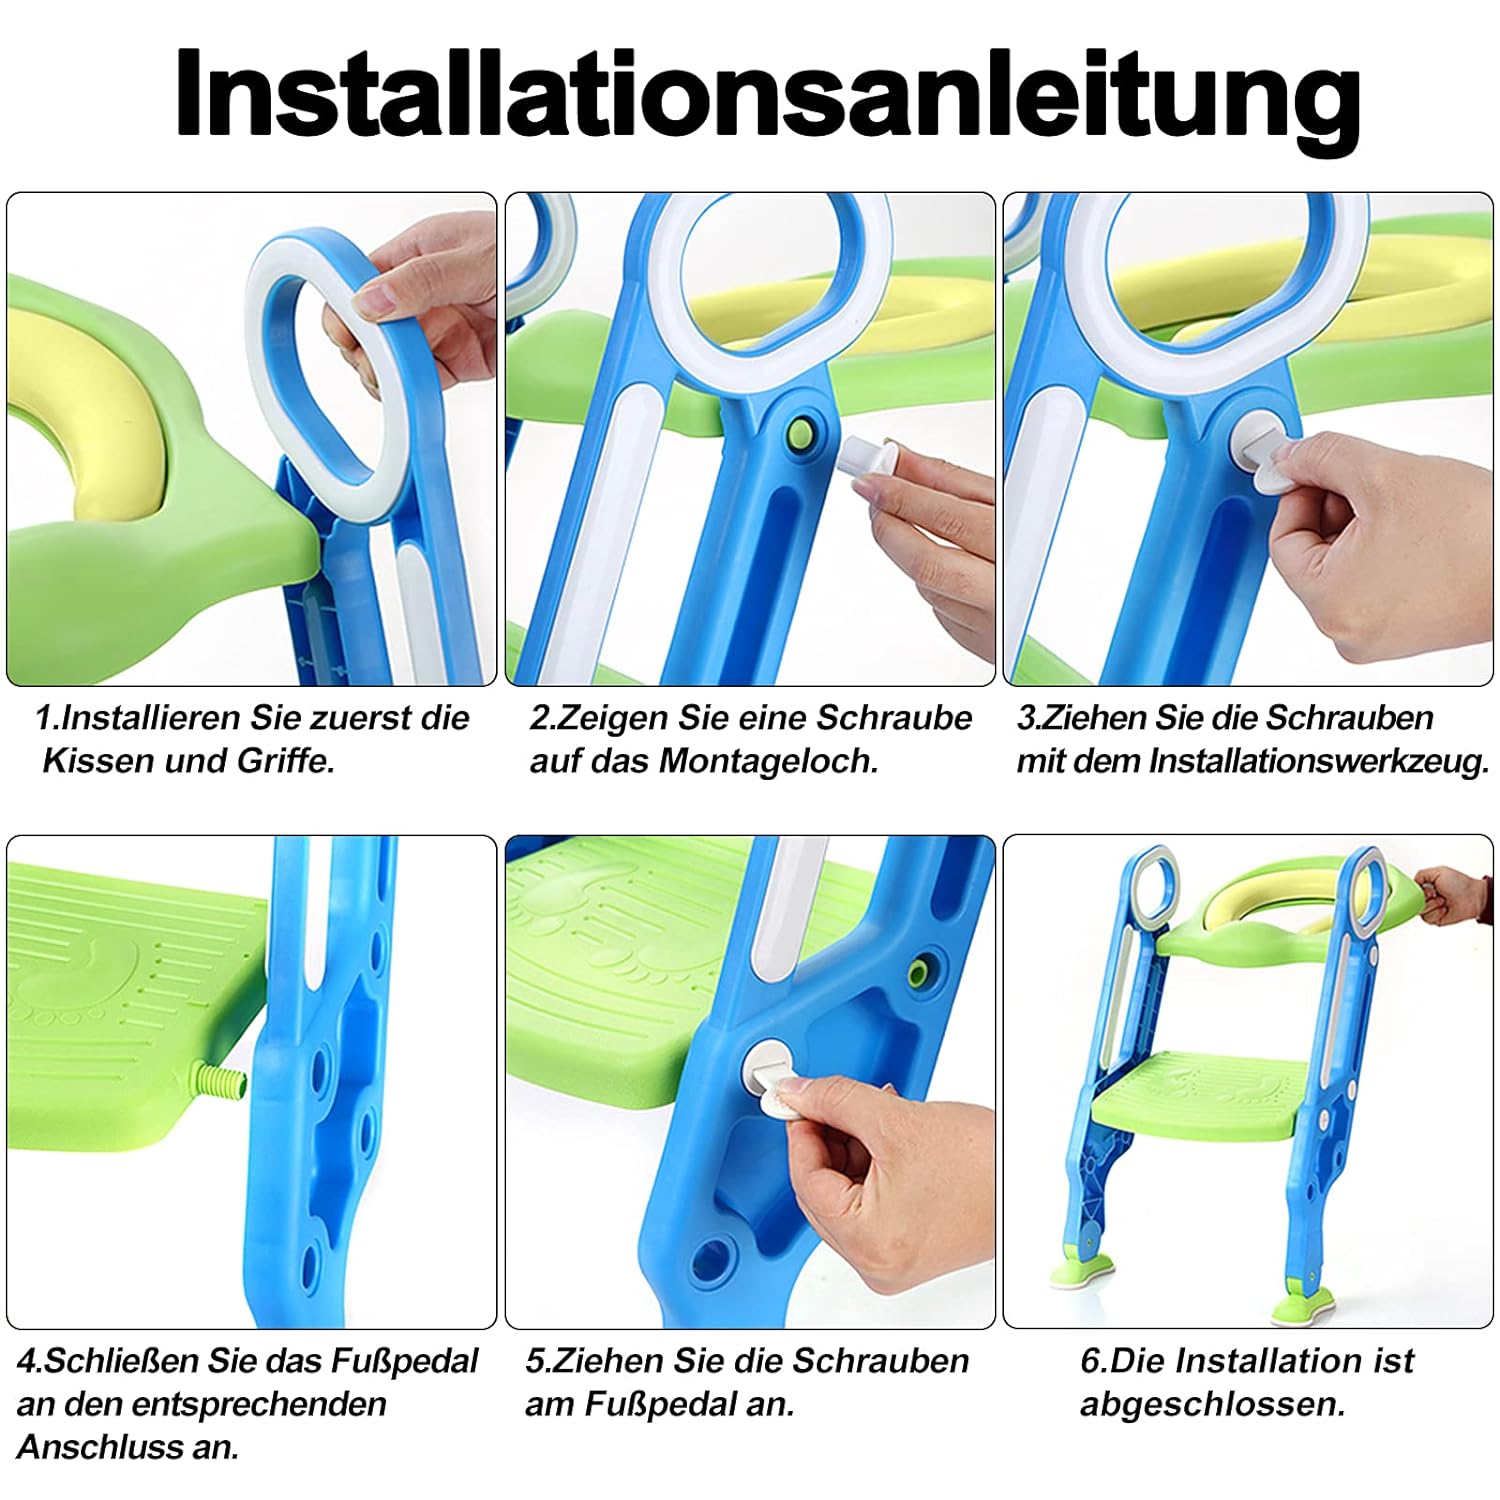 Installationsanleitung
1.Installieren Sie zuerst die
Kissen und Griffe.
2.Zeigen Sie eine Schraube
auf das Montageloch.
3.Ziehen Sie die Schrauben
mit dem Installationswerkzeug.
4.Schließen Sie das Fußpedal
an den entsprechenden
Anschluss an.
5.Ziehen Sie die Schrauben
am Fußpedal an.
6.Die Installation ist
abgeschlossen.